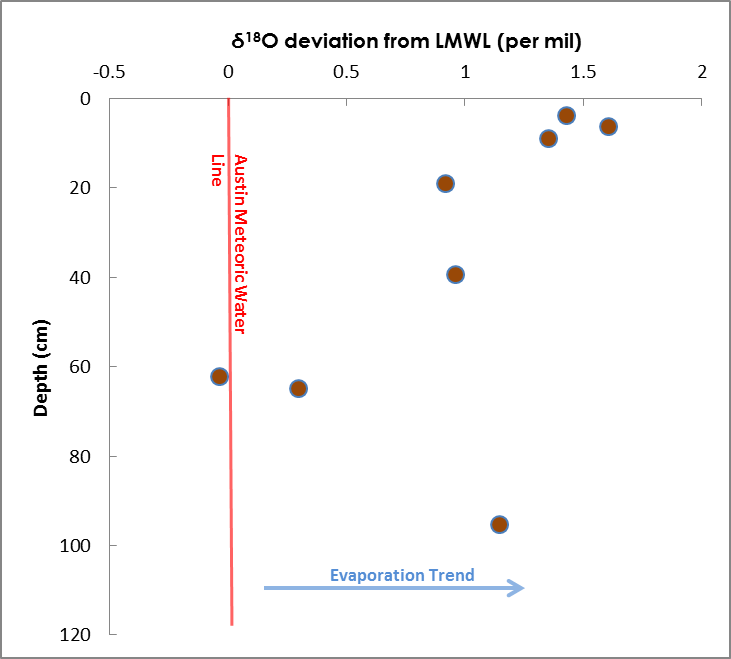 δ¹⁸O deviation from LMWL (per mil)
-0.5 0 0.5 1 1.5 2
0
20
40
60
80
100
120
Depth (cm)
Austin Meteoric Water
Line
Evaporation Trend